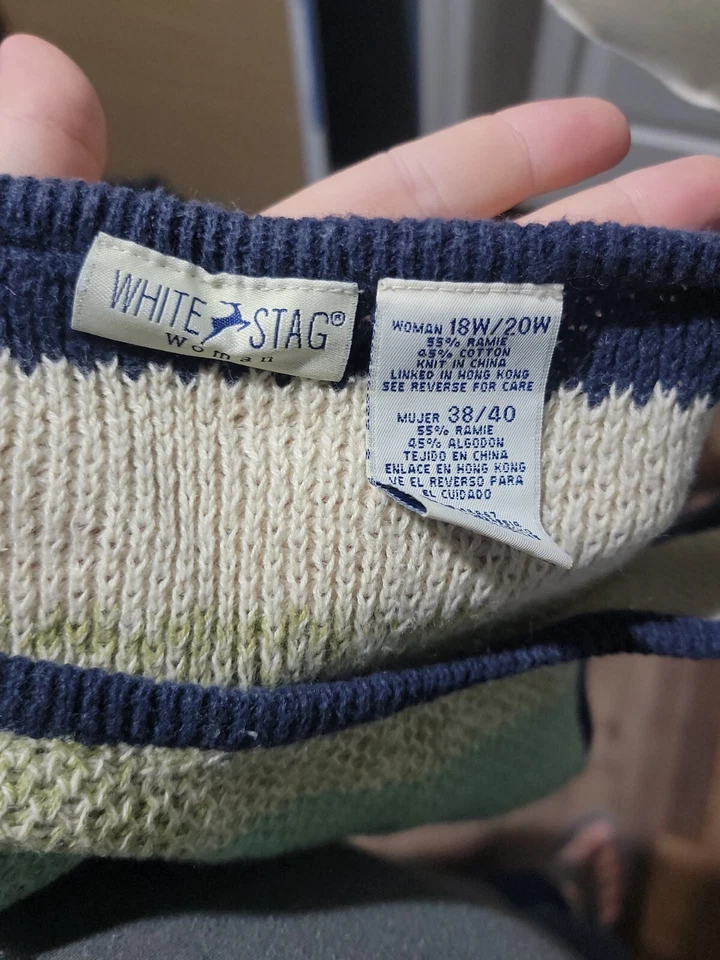 WHITE STAG®
Woman
WOMAN 18W/20W
55% RAMIE
45% COTTON
KNIT IN CHINA
LINKED IN HONG KONG
SEE REVERSE FOR CARE
MUJER 38/40
55% RAMIE
45% ALGODON
TEJIDO EN CHINA
ENLACE EN HONG KONG
VE EL REVERSO PARA
EL CUIDADO